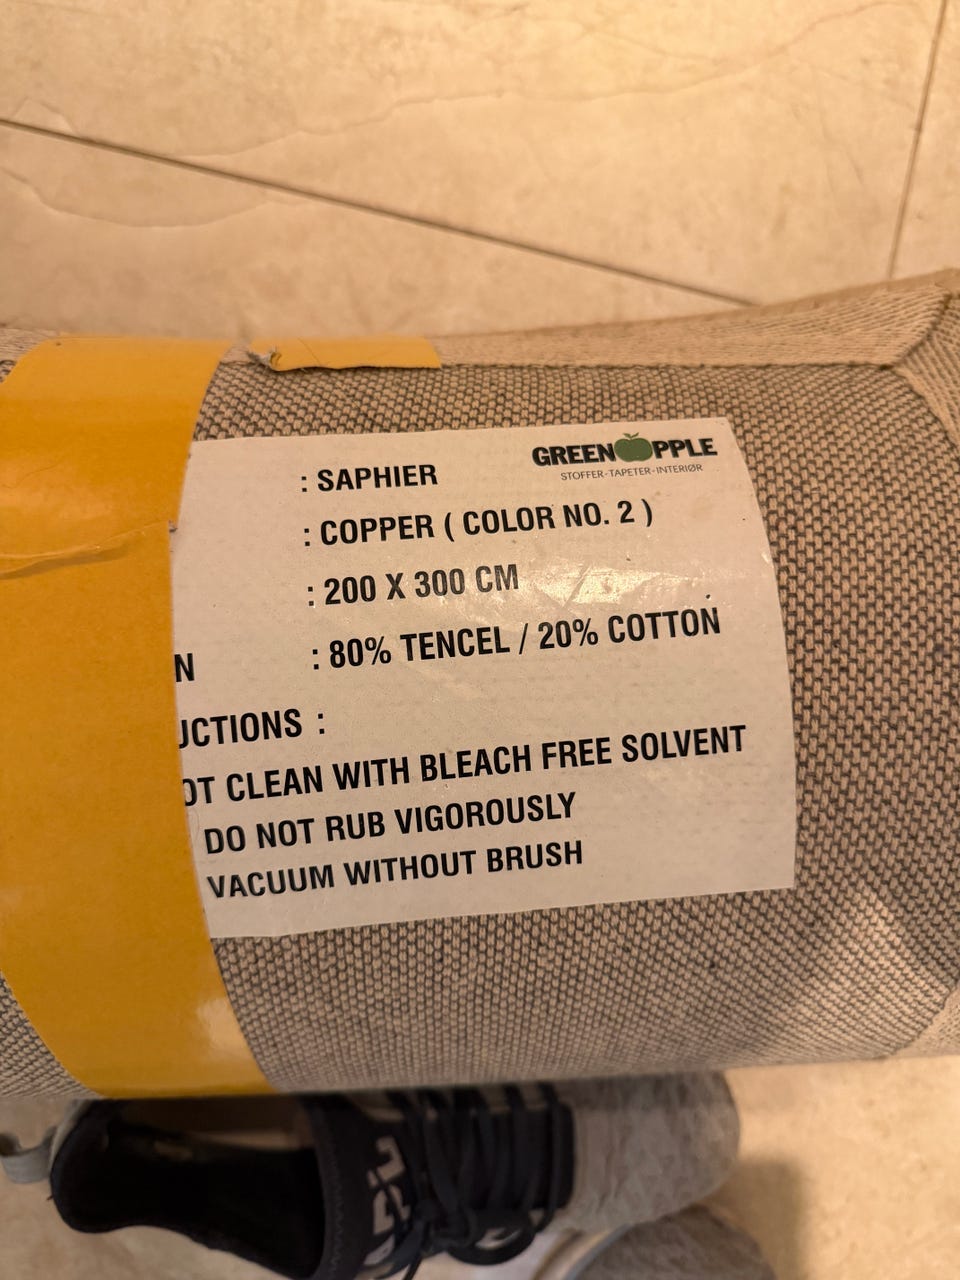 : SAPHIER
GREEN PPLE
STOFFER-TAPETER-INTERIØR
: COPPER ( COLOR NO. 2 )
: 200 X 300 CM
N : 80% TENCEL / 20% COTTON
UCTIONS :
OT CLEAN WITH BLEACH FREE SOLVENT
DO NOT RUB VIGOROUSLY
VACUUM WITHOUT BRUSH
APL